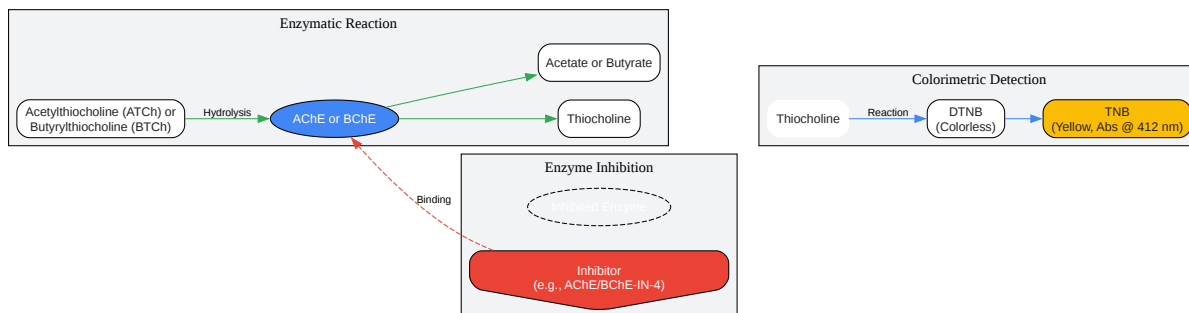 Enzymatic Reaction
Acetylthiocholine (ATCh) or
Butyrylthiocholine (BTCh)
Hydrolysis
AChE or BChE
Acetate or Butyrate
Thiocholine
Colorimetric Detection
Thiocholine
Reaction
DTNB
(Colorless)
TNB
(Yellow, Abs @ 412 nm)
Enzyme Inhibition
Binding
Inhibited Enzyme
Inhibitor
(e.g., AChE/BChE-IN-4)